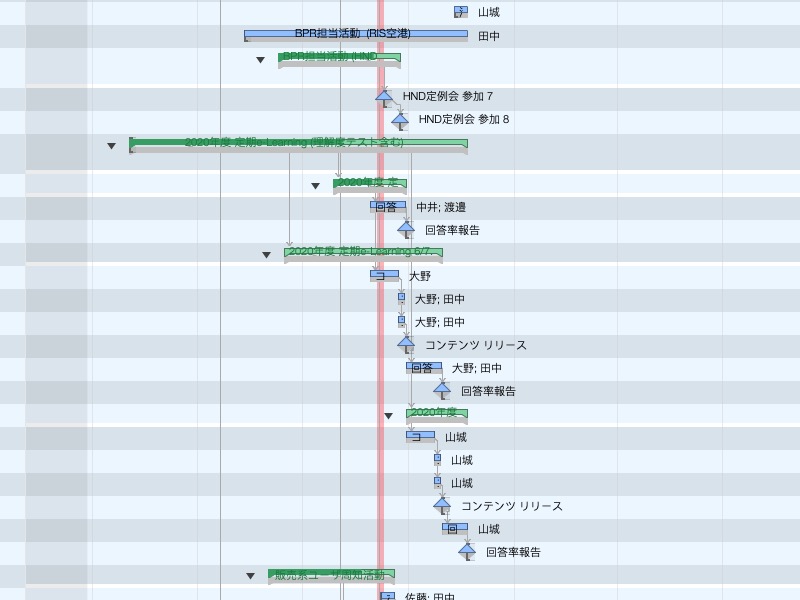 山城
BPR担当活動 (RIS空港)
田中
BPR担当活動 (HND
HND定例会 参加 7
HND定例会 参加 8
2020年度 定期e-Learning (理解度テスト含む)
2020年度 定
回答 中井; 渡邉
回答率報告
2020年度 定期e-Learning 6/7.
コ 大野
大野; 田中
大野; 田中
コンテンツ リリース
回答 大野; 田中
回答率報告
2020年度
コ 山城
山城
山城
コンテンツ リリース
回 山城
回答率報告
販売系ユーザ周知活動
佐藤; 田中